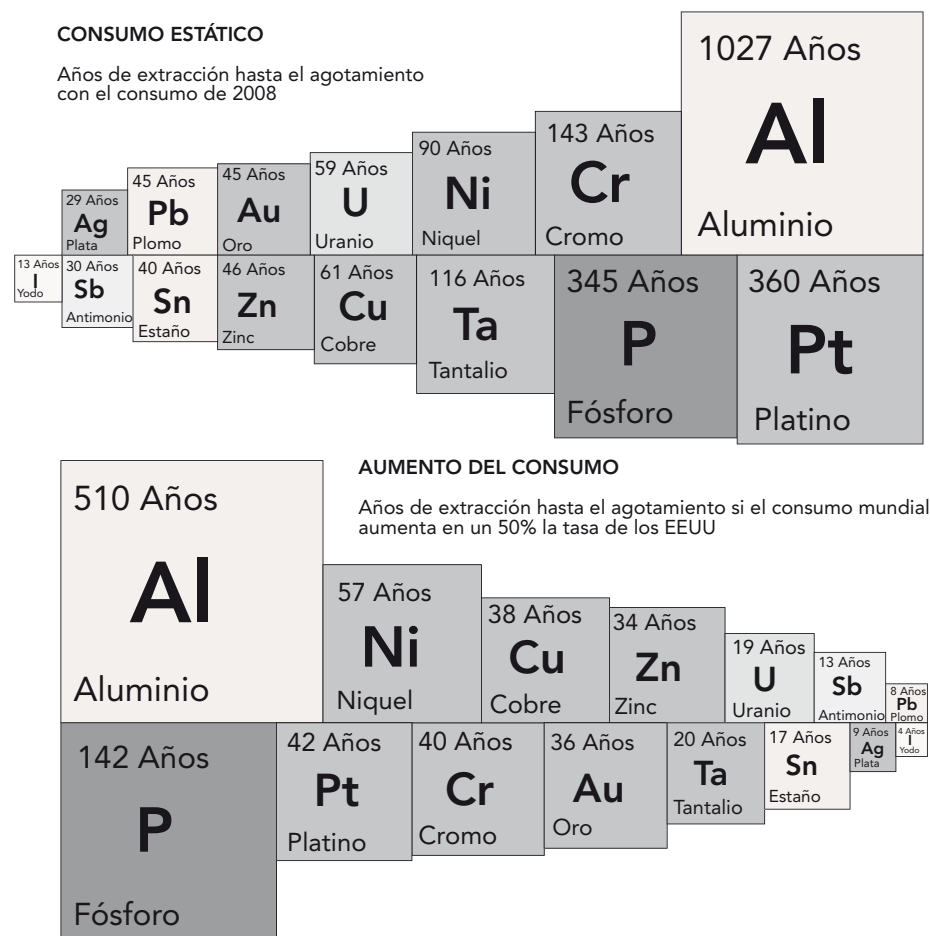 CONSUMO ESTÁTICO
Años de extracción hasta el agotamiento
con el consumo de 2008
29 Años
Ag
Plata
45 Años
Pb
Plomo
45 Años
Au
Oro
59 Años
U
Uranio
90 Años
Ni
Niquel
143 Años
Cr
Cromo
1027 Años
Al
Aluminio
13 Años
I
Yodo
30 Años
Sb
Antimonio
40 Años
Sn
Estaño
46 Años
Zn
Zinc
61 Años
Cu
Cobre
116 Años
Ta
Tantalio
345 Años
P
Fósforo
360 Años
Pt
Platino
AUMENTO DEL CONSUMO
Años de extracción hasta el agotamiento si el consumo mundial
aumenta en un 50% la tasa de los EEUU
510 Años
Al
Aluminio
57 Años
Ni
Niquel
38 Años
Cu
Cobre
34 Años
Zn
Zinc
19 Años
U
Uranio
13 Años
Sb
Antimonio
8 Años
Pb
Plomo
142 Años
P
Fósforo
42 Años
Pt
Platino
40 Años
Cr
Cromo
36 Años
Au
Oro
20 Años
Ta
Tantalio
17 Años
Sn
Estaño
9 Años
Ag
Plata
4 Años
I
Yodo